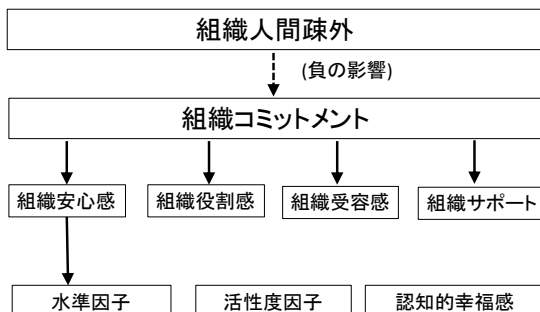 組織人間疎外
(負の影響)
組織コミットメント
組織安心感
組織役割感
組織受容感
組織サポート
水準因子
活性度因子
認知的幸福感